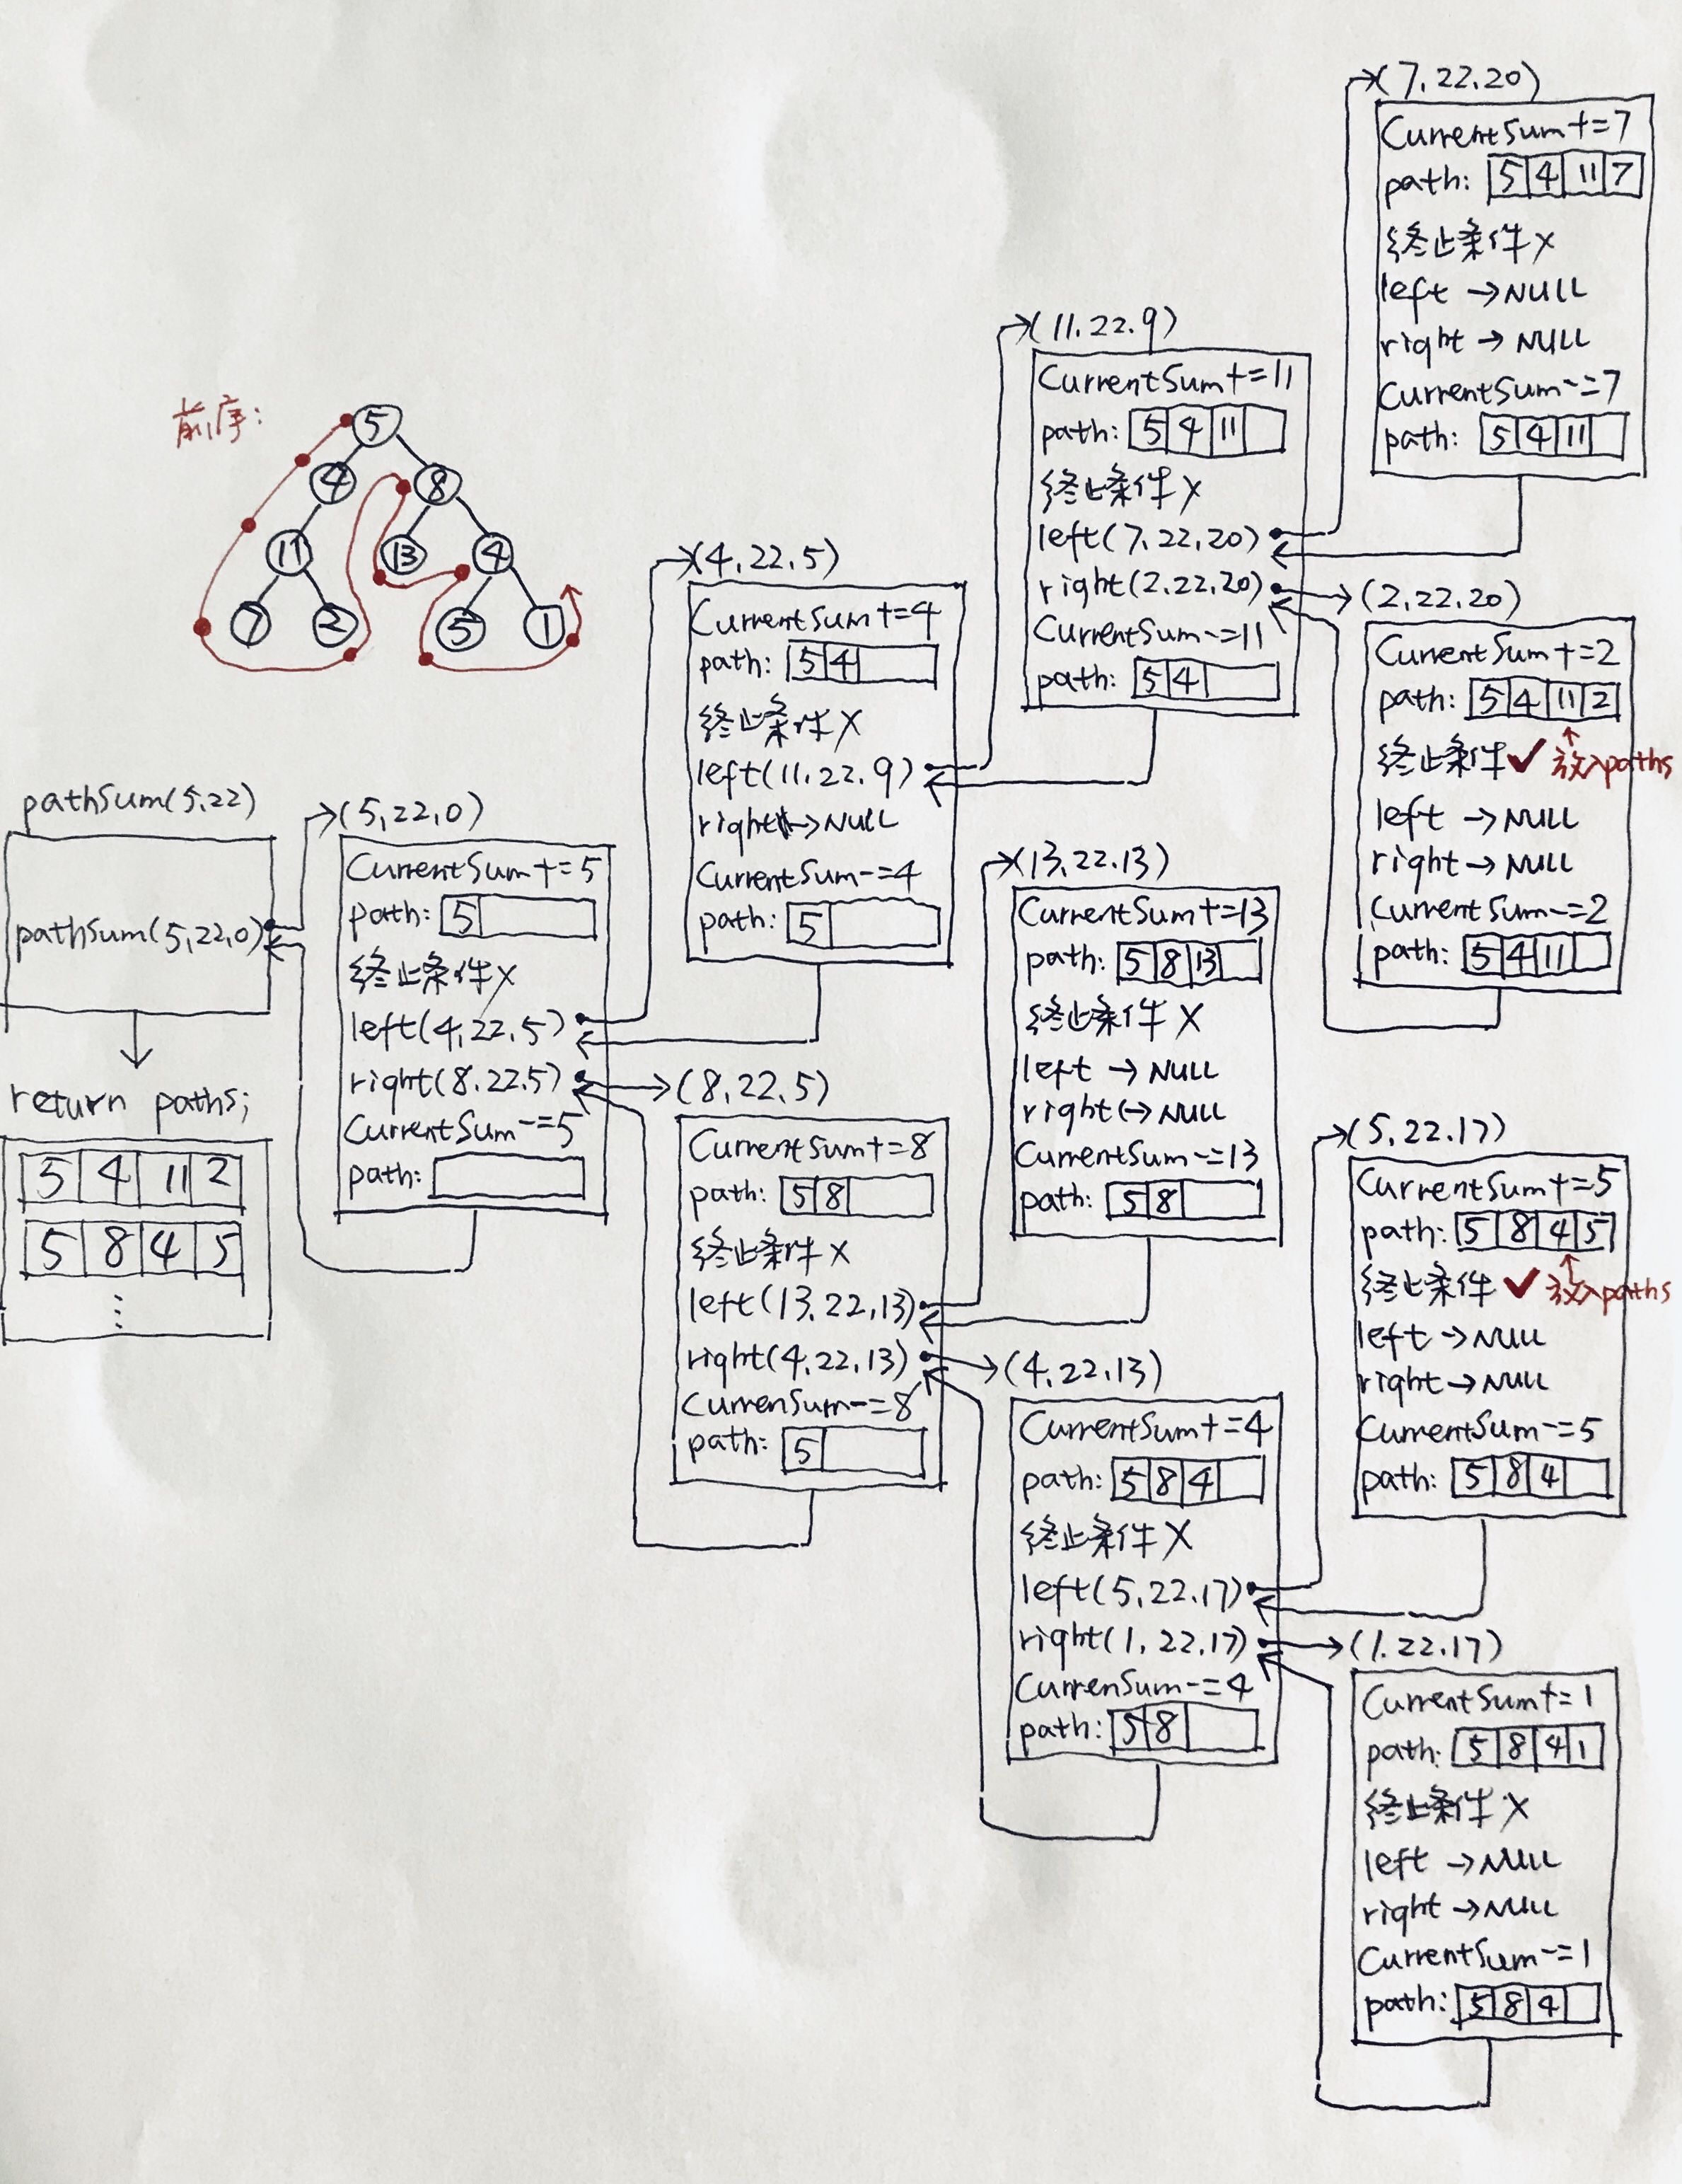 前序:
5
4 8
11 13 4
7 2 5 1
pathSum(5,22)
pathSum(5,22,0)
return paths;
5 4 11 2
5 8 4 5
⋮
(5,22,0)
CurrentSum+=5
path: 5
终止条件 X
left(4,22,5)
right(8.22.5)
CurrentSum-=5
path:
(4,22.5)
CurrentSum+=4
path: 5 4
终止条件 X
left(11.22.9)
right→NULL
CurrentSum-=4
path: 5
(8,22,5)
CurrentSum+=8
path: 5 8
终止条件 X
left(13,22,13)
right(4,22,13)
CurrenSum-=8
path: 5
(11.22.9)
CurrentSum+=11
path: 5 4 11
终止条件 X
left(7,22,20)
right(2.22.20)
CurrentSum-=11
path: 5 4
(13,22.13)
CurrentSum+=13
path: 5 8 13
终止条件 X
left →NULL
right→NULL
CurrentSum-=13
path: 5 8
(4,22,13)
CurrentSum+=4
path: 5 8 4
终止条件 X
left(5,22.17)
right(1,22.17)
CurrenSum-=4
path: 5 8
(7.22.20)
CurrentSum+=7
path: 5 4 11 7
终止条件 X
left →NULL
right →NULL
CurrentSum-=7
path: 5 4 11
(2,22,20)
CurrentSum+=2
path: 5 4 11 2
终止条件 ✓ 放入paths
left →NULL
right→NULL
CurrentSum-=2
path: 5 4 11
(5,22.17)
CurrentSum+=5
path: 5 8 4 5
终止条件 ✓ 放入paths
left →NULL
right→NULL
CurrentSum-=5
path: 5 8 4
(1.22.17)
CurrentSum+=1
path: 5 8 4 1
终止条件 X
left →NULL
right →NULL
CurrentSum-=1
path: 5 8 4